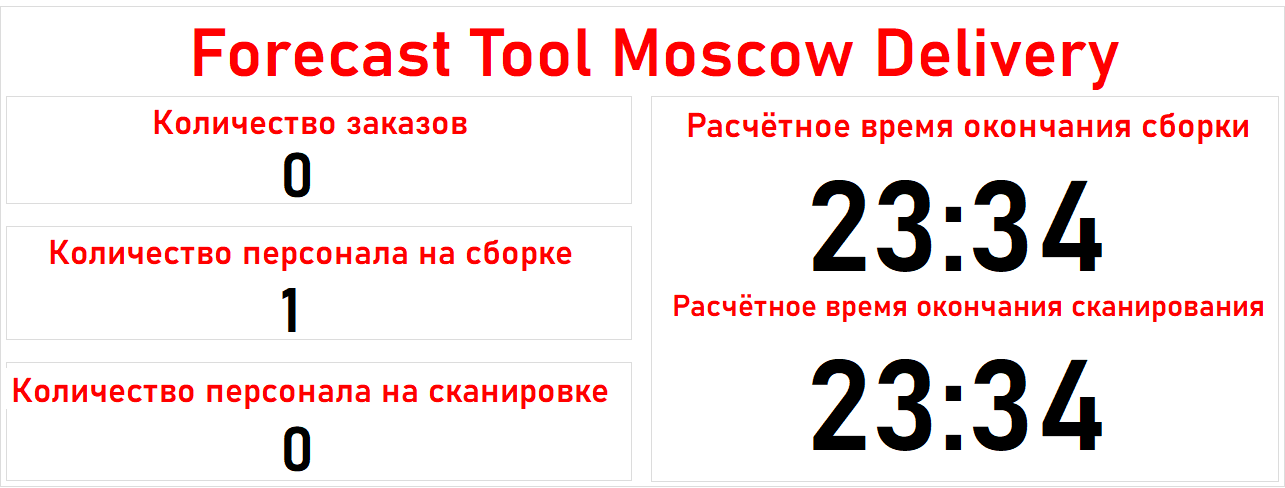 Forecast Tool Moscow Delivery
Количество заказов
0
Количество персонала на сборке
1
Количество персонала на сканировке
0
Расчётное время окончания сборки
23:34
Расчётное время окончания сканирования
23:34